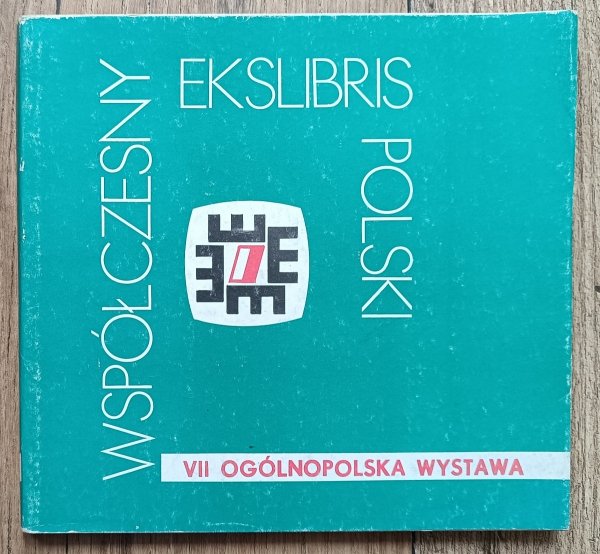 WSPÓŁCZESNY
EKSLIBRIS
POLSKI
VII OGÓLNOPOLSKA WYSTAWA